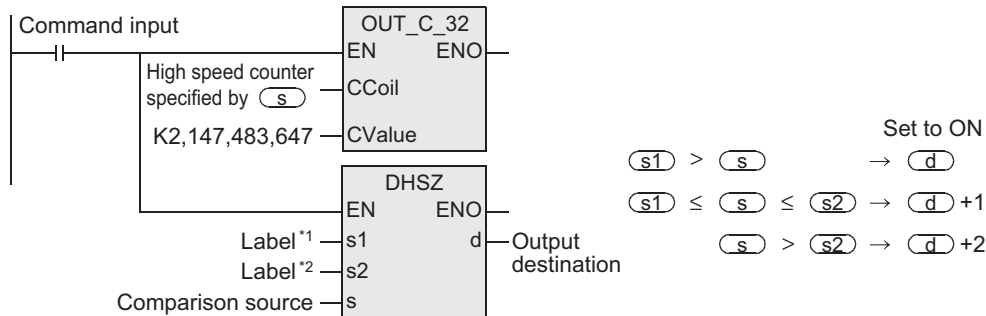 Command input
OUT_C_32
EN ENO
High speed counter
specified by s
CCoil
K2,147,483,647 CValue
DHSZ
EN ENO
Label*1 s1 d Output
destination
Label*2 s2
Comparison source s
Set to ON
s1 > s → d
s1 ≤ s ≤ s2 → d +1
s > s2 → d +2